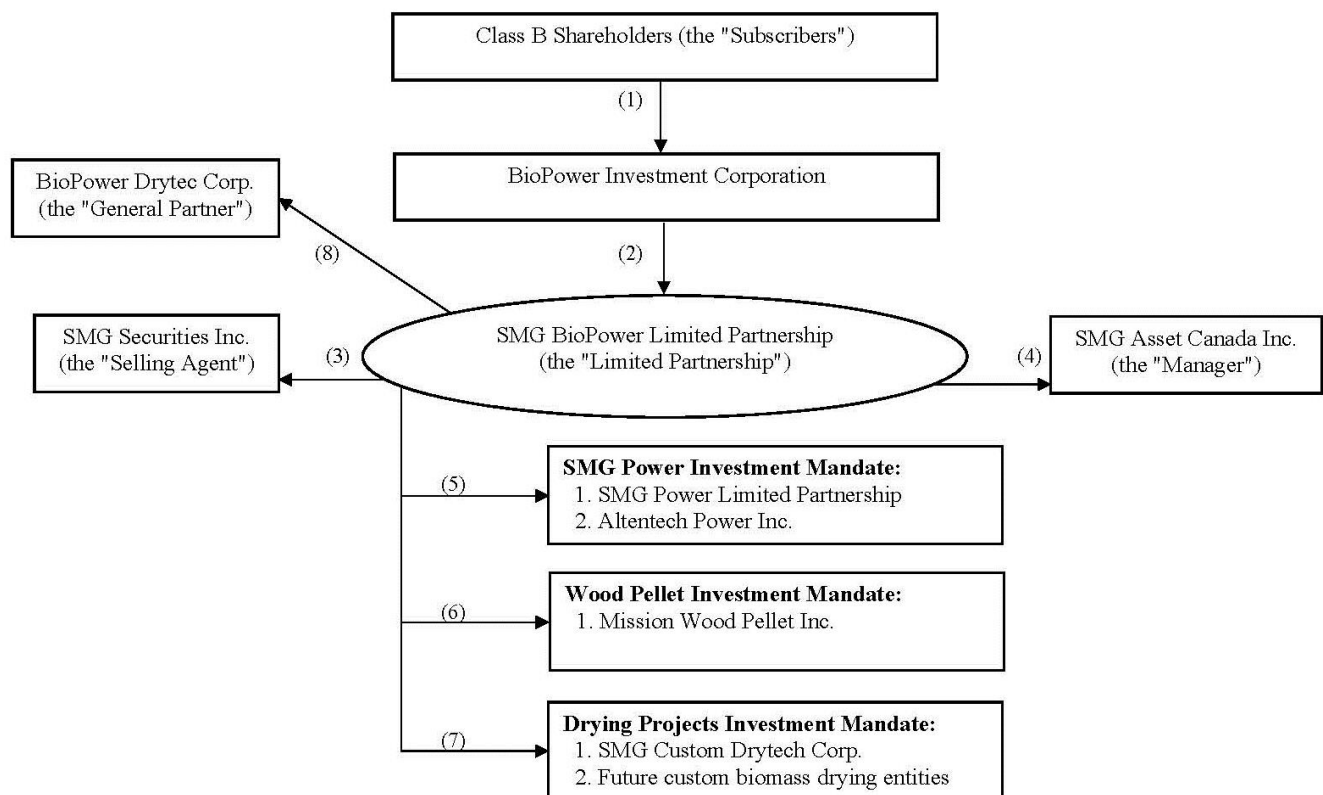 Class B Shareholders (the "Subscribers")
(1)
BioPower Investment Corporation
BioPower Drytec Corp.
(the "General Partner")
(8)
(2)
SMG Securities Inc.
(the "Selling Agent")
(3)
SMG BioPower Limited Partnership
(the "Limited Partnership")
(4)
SMG Asset Canada Inc.
(the "Manager")
(5)
SMG Power Investment Mandate:
1. SMG Power Limited Partnership
2. Altentech Power Inc.
(6)
Wood Pellet Investment Mandate:
1. Mission Wood Pellet Inc.
(7)
Drying Projects Investment Mandate:
1. SMG Custom Drytech Corp.
2. Future custom biomass drying entities